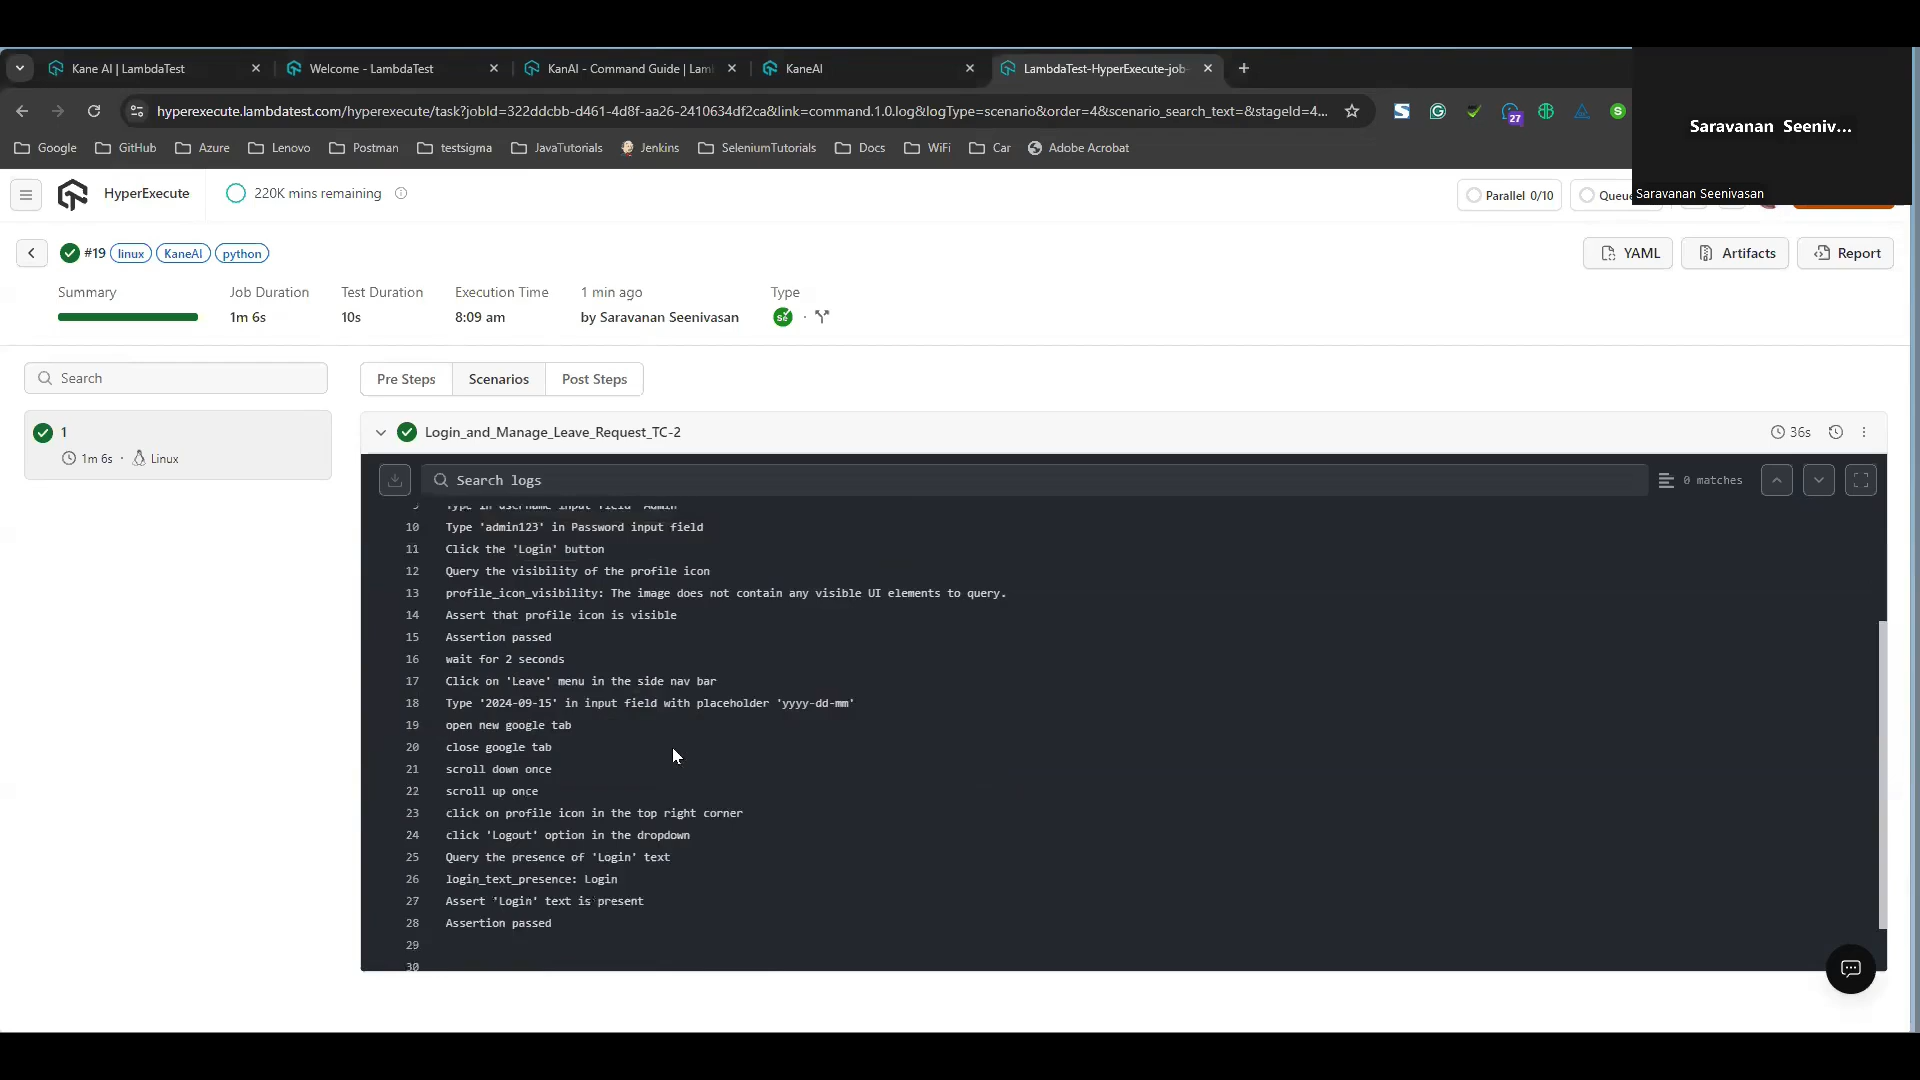 Kane AI | LambdaTest
Welcome - LambdaTest
KanAI - Command Guide | Lam
KaneAI
LambdaTest-HyperExecute-job-
hyperexecute.lambdatest.com/hyperexecute/task?jobId=322ddcbb-d461-4d8f-aa26-2410634df2ca&link=command.1.0.log&logType=scenario&order=4&scenario_search_text=&stageId=4...
27
Google
GitHub
Azure
Lenovo
Postman
testsigma
JavaTutorials
Jenkins
SeleniumTutorials
Docs
WiFi
Car
Adobe Acrobat
Saravanan Seeniv...
Saravanan Seenivasan
HyperExecute
220K mins remaining
Parallel 0/10
Queue
#19
linux
KaneAI
python
YAML
Artifacts
Report
Summary
Job Duration
Test Duration
Execution Time
1 min ago
Type
1m 6s
10s
8:09 am
by Saravanan Seenivasan
Search
Pre Steps
Scenarios
Post Steps
1
1m 6s · Linux
Login_and_Manage_Leave_Request_TC-2
36s
Search logs
0 matches
9 Type in username input field 'Admin'
10 Type 'admin123' in Password input field
11 Click the 'Login' button
12 Query the visibility of the profile icon
13 profile_icon_visibility: The image does not contain any visible UI elements to query.
14 Assert that profile icon is visible
15 Assertion passed
16 wait for 2 seconds
17 Click on 'Leave' menu in the side nav bar
18 Type '2024-09-15' in input field with placeholder 'yyyy-dd-mm'
19 open new google tab
20 close google tab
21 scroll down once
22 scroll up once
23 click on profile icon in the top right corner
24 click 'Logout' option in the dropdown
25 Query the presence of 'Login' text
26 login_text_presence: Login
27 Assert 'Login' text is present
28 Assertion passed
29
30